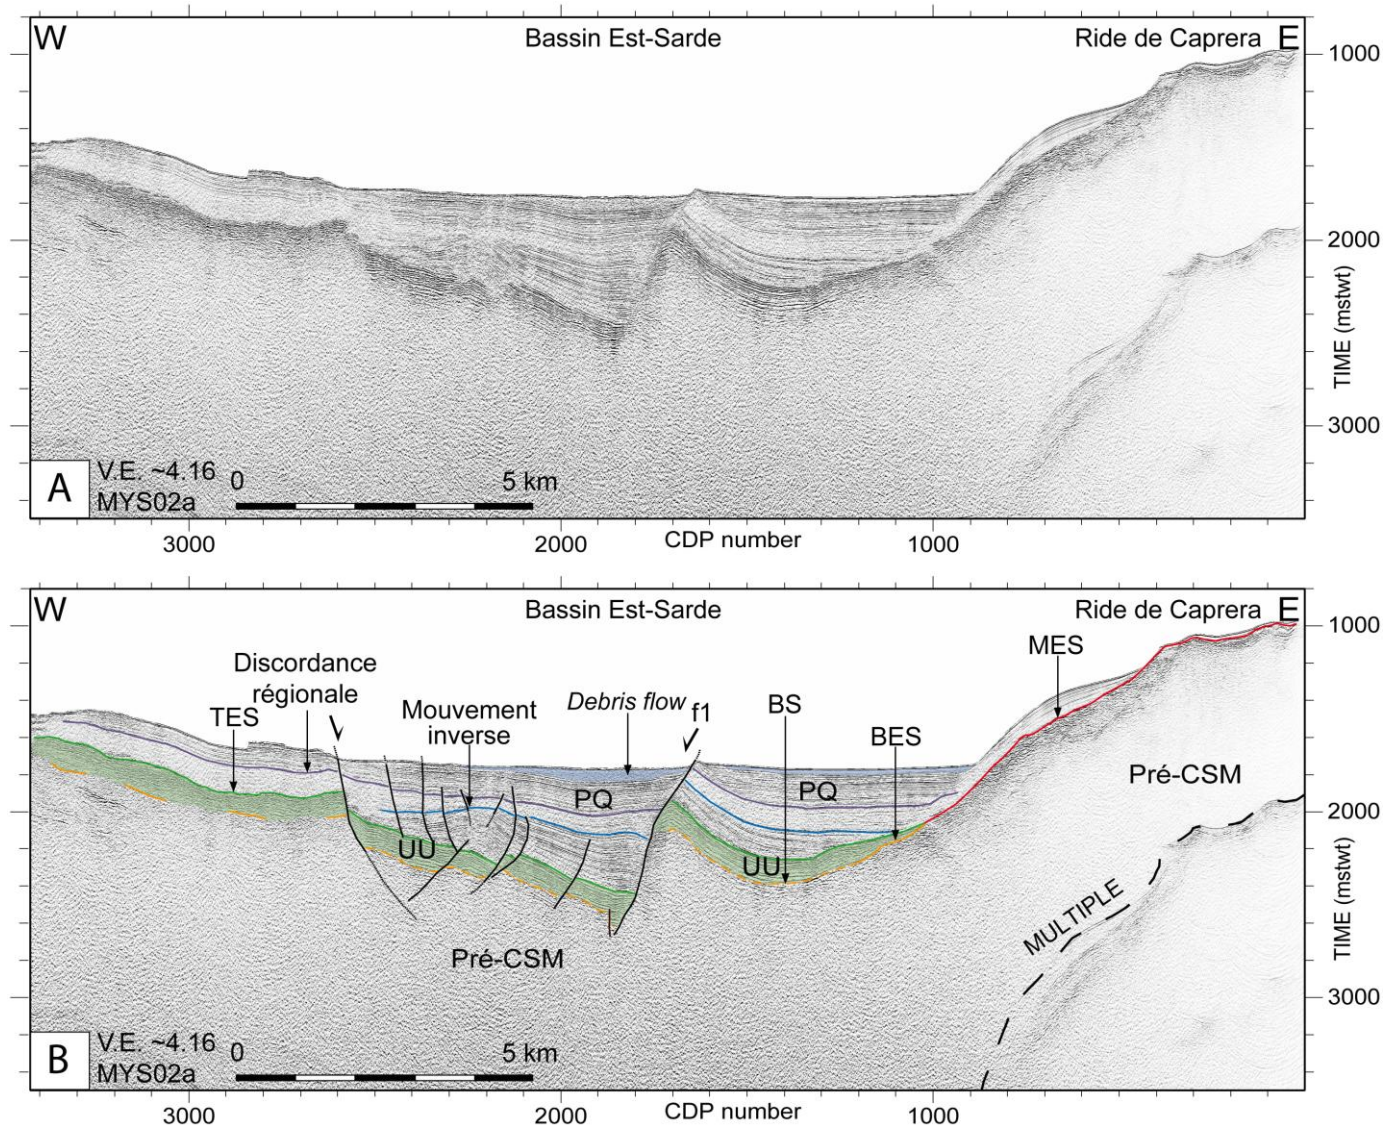 W Bassin Est-Sarde Ride de Caprera E
1000
2000
3000
TIME (mstwt)
A
V.E. ~4.16
MYS02a
0 5 km
3000 2000 CDP number 1000
W Bassin Est-Sarde Ride de Caprera E
1000
MES
Discordance
régionale
TES
Mouvement
inverse
Debris flow
f1
BS
BES
Pré-CSM
PQ
PQ
2000
UU
UU
MULTIPLE
Pré-CSM
3000
TIME (mstwt)
B
V.E. ~4.16
MYS02a
0 5 km
3000 2000 CDP number 1000